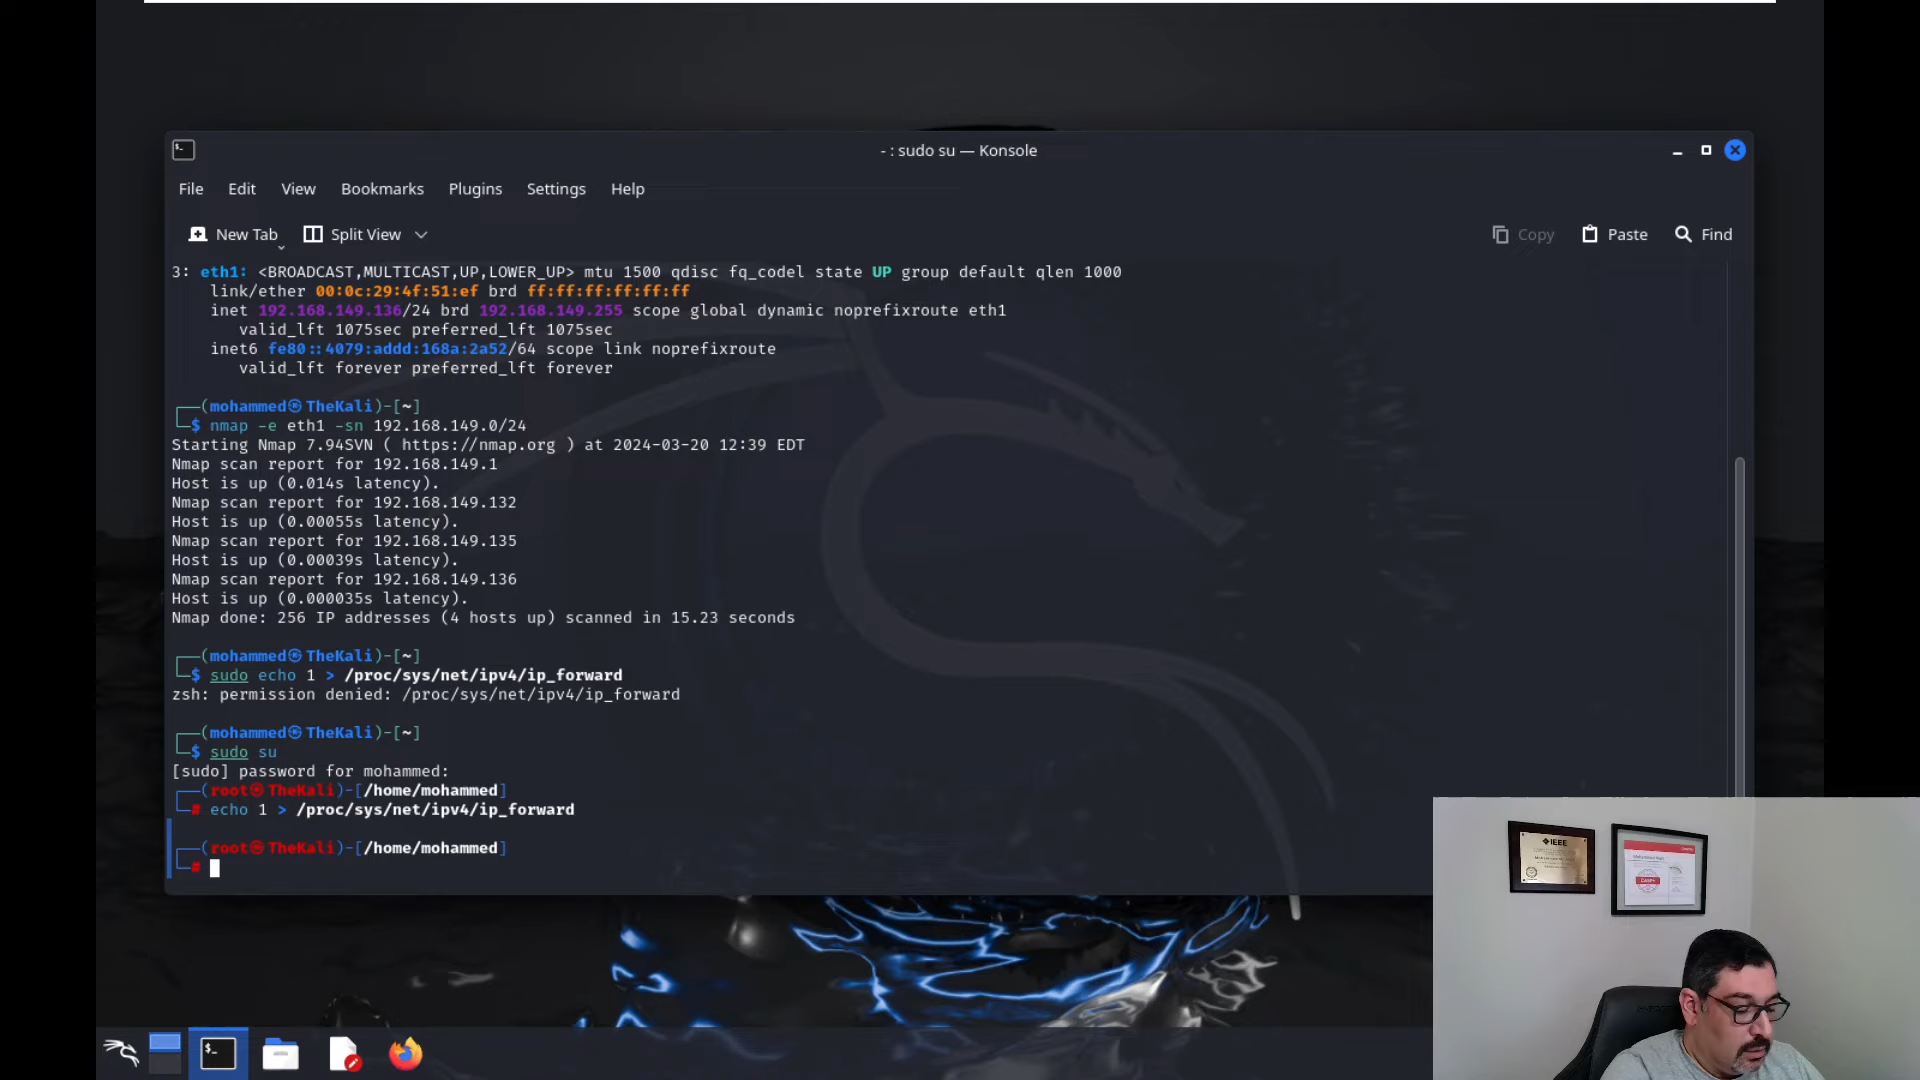 - : sudo su — Konsole
File Edit View Bookmarks Plugins Settings Help
New Tab Split View Copy Paste Find
3: eth1: <BROADCAST,MULTICAST,UP,LOWER_UP> mtu 1500 qdisc fq_codel state UP group default qlen 1000
link/ether 00:0c:29:4f:51:ef brd ff:ff:ff:ff:ff:ff
inet 192.168.149.136/24 brd 192.168.149.255 scope global dynamic noprefixroute eth1
valid_lft 1075sec preferred_lft 1075sec
inet6 fe80::4079:addd:168a:2a52/64 scope link noprefixroute
valid_lft forever preferred_lft forever
┌──(mohammed㉿TheKali)-[~]
└─$ nmap -e eth1 -sn 192.168.149.0/24
Starting Nmap 7.94SVN ( https://nmap.org ) at 2024-03-20 12:39 EDT
Nmap scan report for 192.168.149.1
Host is up (0.014s latency).
Nmap scan report for 192.168.149.132
Host is up (0.00055s latency).
Nmap scan report for 192.168.149.135
Host is up (0.00039s latency).
Nmap scan report for 192.168.149.136
Host is up (0.000035s latency).
Nmap done: 256 IP addresses (4 hosts up) scanned in 15.23 seconds
┌──(mohammed㉿TheKali)-[~]
└─$ sudo echo 1 > /proc/sys/net/ipv4/ip_forward
zsh: permission denied: /proc/sys/net/ipv4/ip_forward
┌──(mohammed㉿TheKali)-[~]
└─$ sudo su
[sudo] password for mohammed:
┌──(root㉿TheKali)-[/home/mohammed]
└─# echo 1 > /proc/sys/net/ipv4/ip_forward
┌──(root㉿TheKali)-[/home/mohammed]
└─#
IEEE